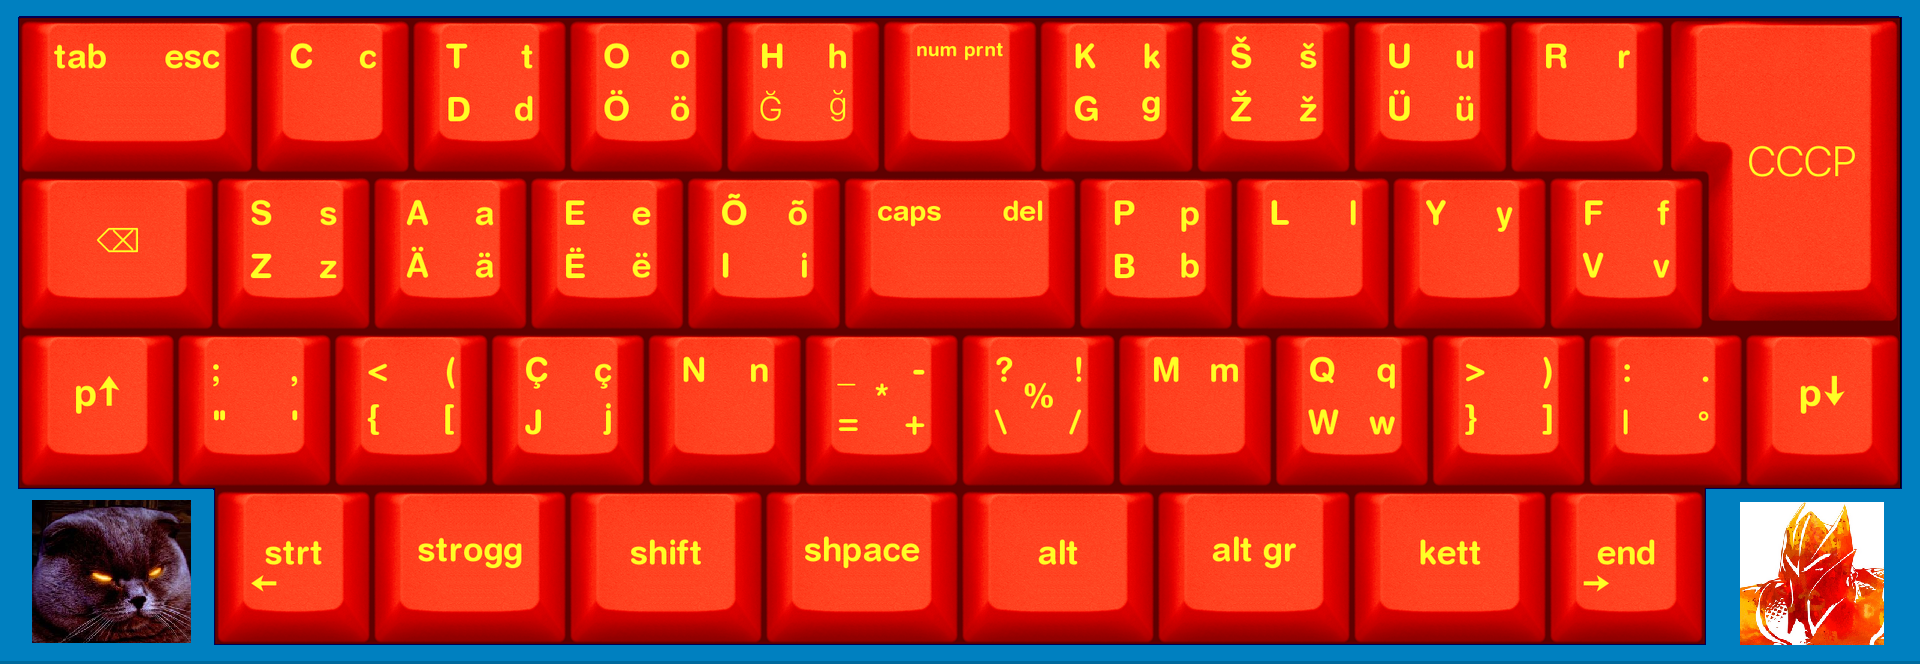 tab esc C c T t O o H h num prnt K k Š š U u R r
D d Ö ö Ğ ğ G g Ž ž Ü ü
CCCP
⌫ S s A a E e Õ õ caps del P p L l Y y F f
Z z Ä ä Ë ë I i B b V v
p↑ ; , < ( Ç ç N n _ - ? ! M m Q q > ) : . p↓
* %
" ' { [ J j = + \ / W w } ] | °
strt strogg shift shpace alt alt gr kett end
← →